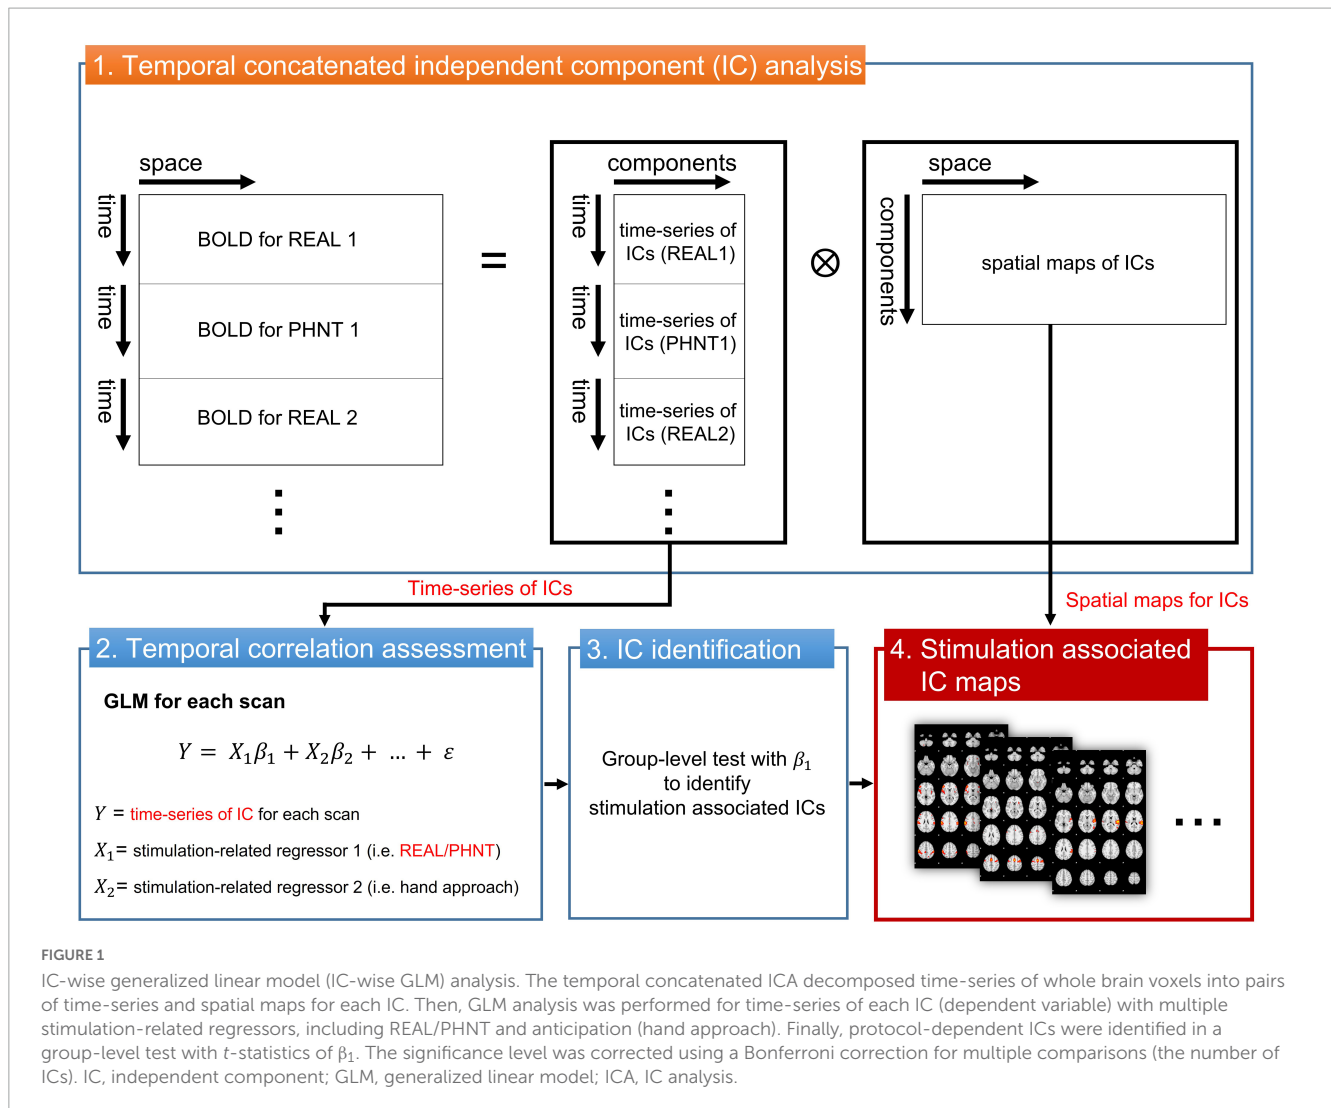 1. Temporal concatenated independent component (IC) analysis
space
time
BOLD for REAL 1
time
BOLD for PHNT 1
time
BOLD for REAL 2
=
components
time
time-series of
ICs (REAL1)
time
time-series of
ICs (PHNT1)
time
time-series of
ICs (REAL2)
⊗
space
components
spatial maps of ICs
Time-series of ICs
Spatial maps for ICs
2. Temporal correlation assessment
GLM for each scan
Y = X₁β₁ + X₂β₂ + … + ε
Y = time-series of IC for each scan
X₁= stimulation-related regressor 1 (i.e. REAL/PHNT)
X₂= stimulation-related regressor 2 (i.e. hand approach)
3. IC identification
Group-level test with β₁
to identify
stimulation associated ICs
4. Stimulation associated
IC maps
FIGURE 1
IC-wise generalized linear model (IC-wise GLM) analysis. The temporal concatenated ICA decomposed time-series of whole brain voxels into pairs
of time-series and spatial maps for each IC. Then, GLM analysis was performed for time-series of each IC (dependent variable) with multiple
stimulation-related regressors, including REAL/PHNT and anticipation (hand approach). Finally, protocol-dependent ICs were identified in a
group-level test with t-statistics of β₁. The significance level was corrected using a Bonferroni correction for multiple comparisons (the number of
ICs). IC, independent component; GLM, generalized linear model; ICA, IC analysis.